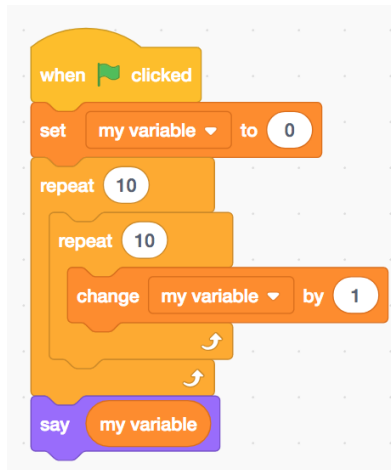 when clicked
set my variable to 0
repeat 10
repeat 10
change my variable by 1
say my variable